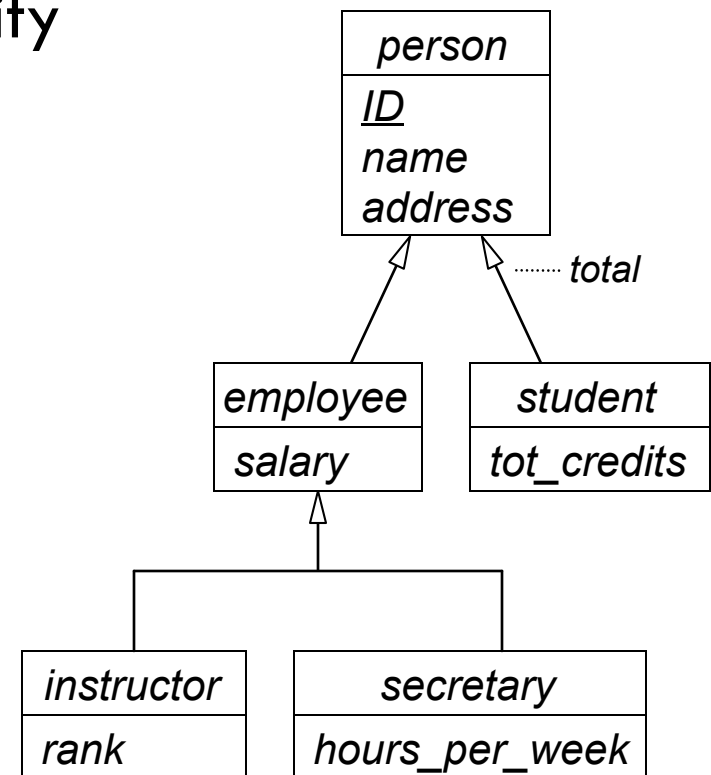 ity
person
ID
name
address
total
employee
salary
student
tot_credits
instructor
rank
secretary
hours_per_week